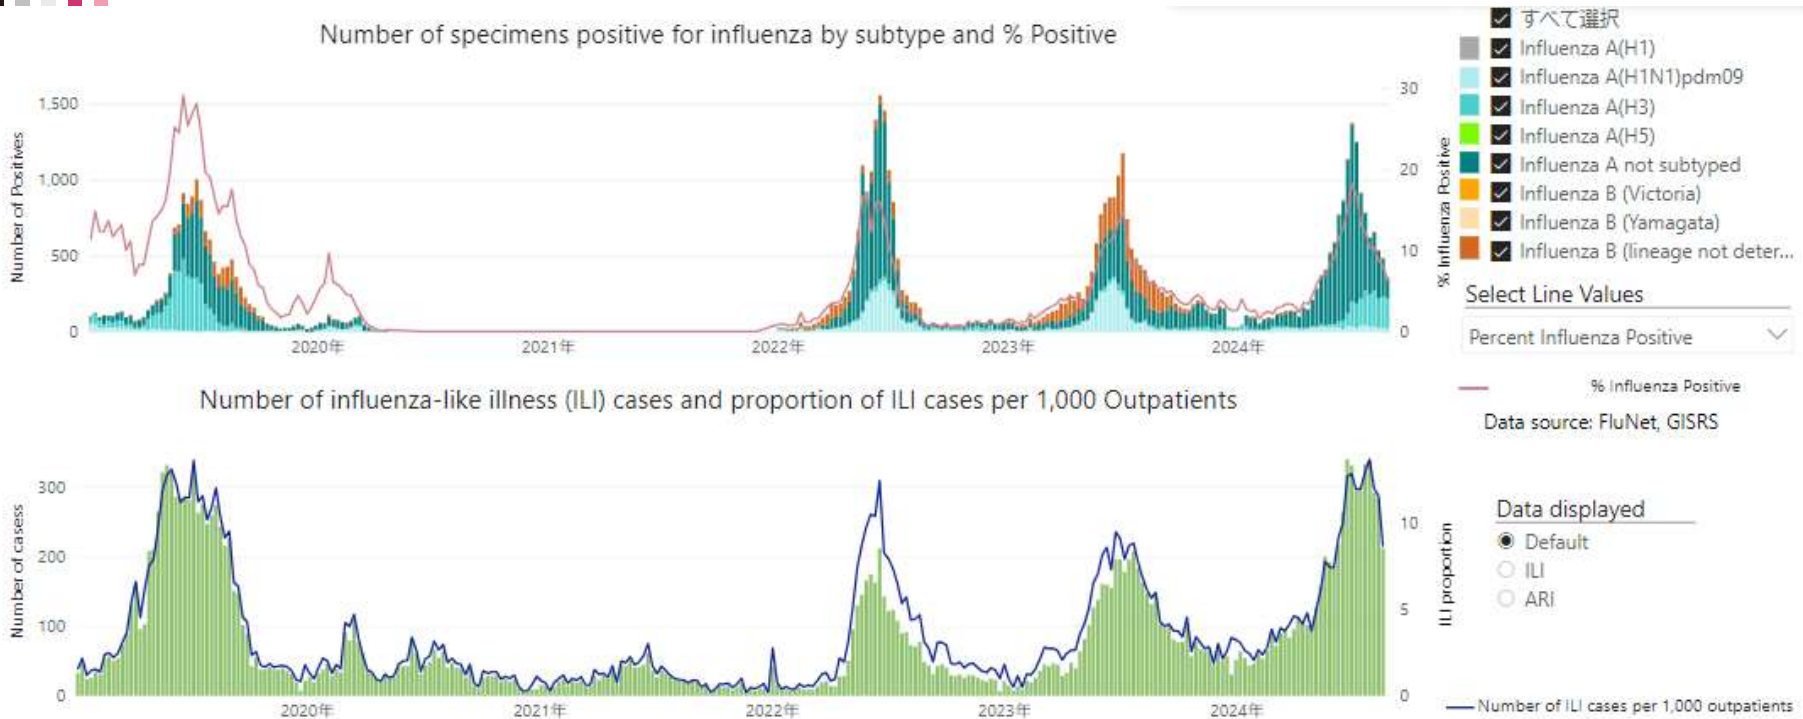 Number of specimens positive for influenza by subtype and % Positive
Number of Positives
1,500
1,000
500
0
30
20
10
0
% Influenza Positive
2020年
2021年
2022年
2023年
2024年
すべて選択
Influenza A(H1)
Influenza A(H1N1)pdm09
Influenza A(H3)
Influenza A(H5)
Influenza A not subtyped
Influenza B (Victoria)
Influenza B (Yamagata)
Influenza B (lineage not deter...
Select Line Values
Percent Influenza Positive
% Influenza Positive
Data source: FluNet, GISRS
Number of influenza-like illness (ILI) cases and proportion of ILI cases per 1,000 Outpatients
Number of casess
300
200
100
0
10
5
0
ILI proportion
2020年
2021年
2022年
2023年
2024年
Data displayed
Default
ILI
ARI
Number of ILI cases per 1,000 outpatients